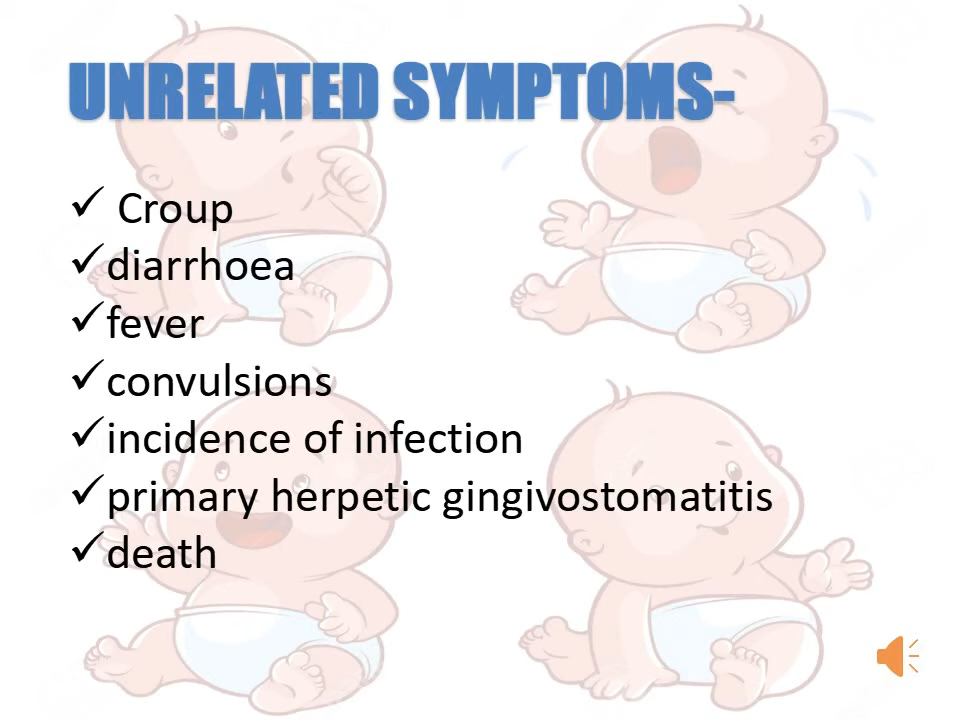 UNRELATED SYMPTOMS-
✓ Croup
✓diarrhoea
✓fever
✓convulsions
✓incidence of infection
✓primary herpetic gingivostomatitis
✓death